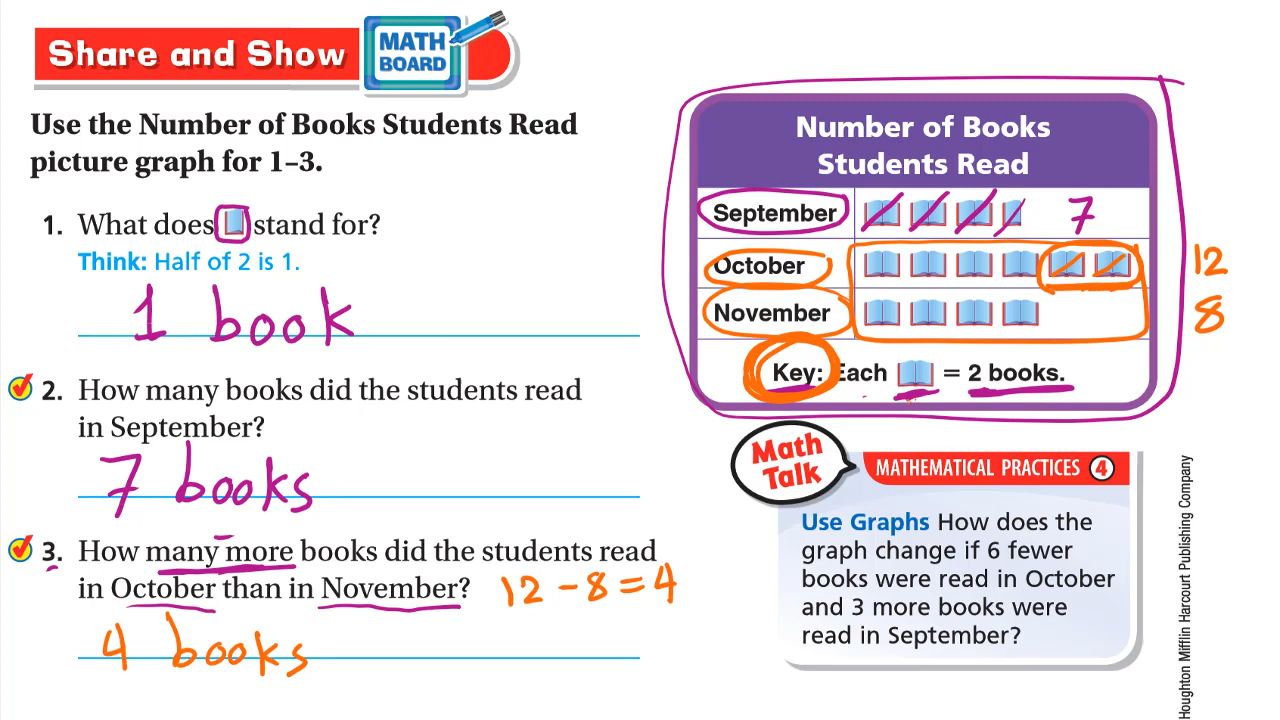 Share and Show
MATH
BOARD
Use the Number of Books Students Read
picture graph for 1–3.
1. What does stand for?
Think: Half of 2 is 1.
1 book
2. How many books did the students read
in September?
7 books
3. How many more books did the students read
in October than in November? 12 - 8 = 4
4 books
Number of Books
Students Read
September 7
October 12
November 8
Key: Each = 2 books.
Math
Talk
MATHEMATICAL PRACTICES 4
Use Graphs How does the
graph change if 6 fewer
books were read in October
and 3 more books were
read in September?
Houghton Mifflin Harcourt Publishing Company